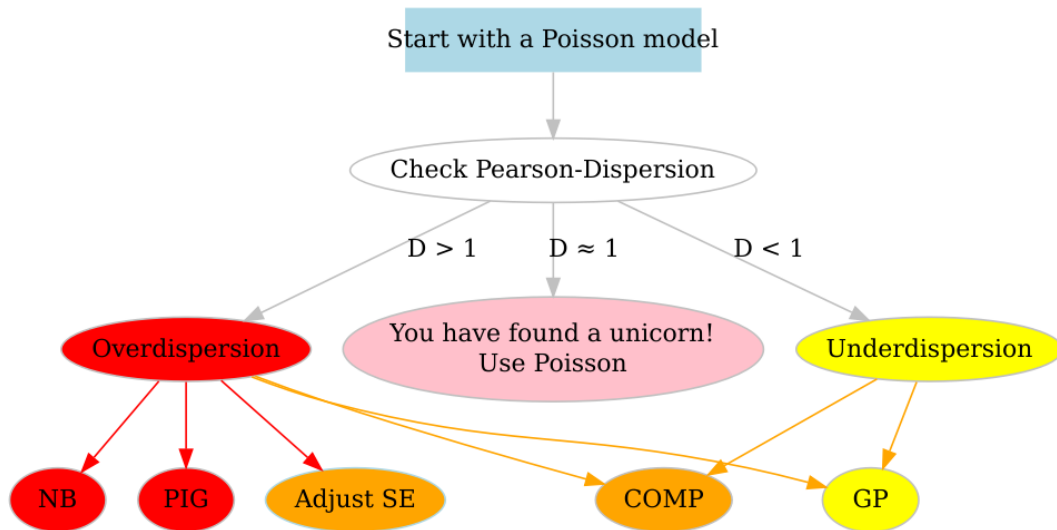 Start with a Poisson model
Check Pearson-Dispersion
D > 1
D ≈ 1
D < 1
Overdispersion
You have found a unicorn!
Use Poisson
Underdispersion
NB
PIG
Adjust SE
COMP
GP